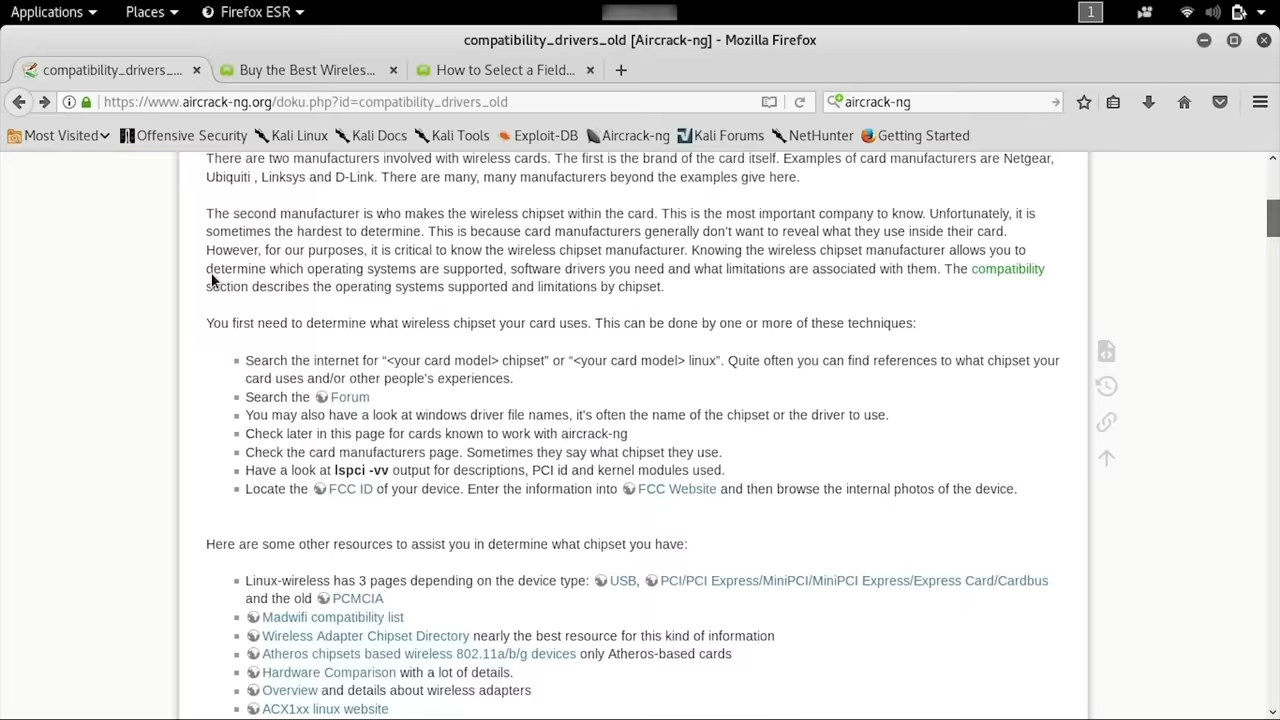 Applications Places Firefox ESR 1
compatibility_drivers_old [Aircrack-ng] - Mozilla Firefox
compatibility_drivers_... Buy the Best Wireles... How to Select a Field...
https://www.aircrack-ng.org/doku.php?id=compatibility_drivers_old aircrack-ng
Most Visited Offensive Security Kali Linux Kali Docs Kali Tools Exploit-DB Aircrack-ng Kali Forums NetHunter Getting Started
There are two manufacturers involved with wireless cards. The first is the brand of the card itself. Examples of card manufacturers are Netgear,
Ubiquiti , Linksys and D-Link. There are many, many manufacturers beyond the examples give here.
The second manufacturer is who makes the wireless chipset within the card. This is the most important company to know. Unfortunately, it is
sometimes the hardest to determine. This is because card manufacturers generally don't want to reveal what they use inside their card.
However, for our purposes, it is critical to know the wireless chipset manufacturer. Knowing the wireless chipset manufacturer allows you to
determine which operating systems are supported, software drivers you need and what limitations are associated with them. The compatibility
section describes the operating systems supported and limitations by chipset.
You first need to determine what wireless chipset your card uses. This can be done by one or more of these techniques:
Search the internet for “<your card model> chipset” or “<your card model> linux”. Quite often you can find references to what chipset your
card uses and/or other people's experiences.
Search the Forum
You may also have a look at windows driver file names, it's often the name of the chipset or the driver to use.
Check later in this page for cards known to work with aircrack-ng
Check the card manufacturers page. Sometimes they say what chipset they use.
Have a look at lspci -vv output for descriptions, PCI id and kernel modules used.
Locate the FCC ID of your device. Enter the information into FCC Website and then browse the internal photos of the device.
Here are some other resources to assist you in determine what chipset you have:
Linux-wireless has 3 pages depending on the device type: USB, PCI/PCI Express/MiniPCI/MiniPCI Express/Express Card/Cardbus
and the old PCMCIA
Madwifi compatibility list
Wireless Adapter Chipset Directory nearly the best resource for this kind of information
Atheros chipsets based wireless 802.11a/b/g devices only Atheros-based cards
Hardware Comparison with a lot of details.
Overview and details about wireless adapters
ACX1xx linux website